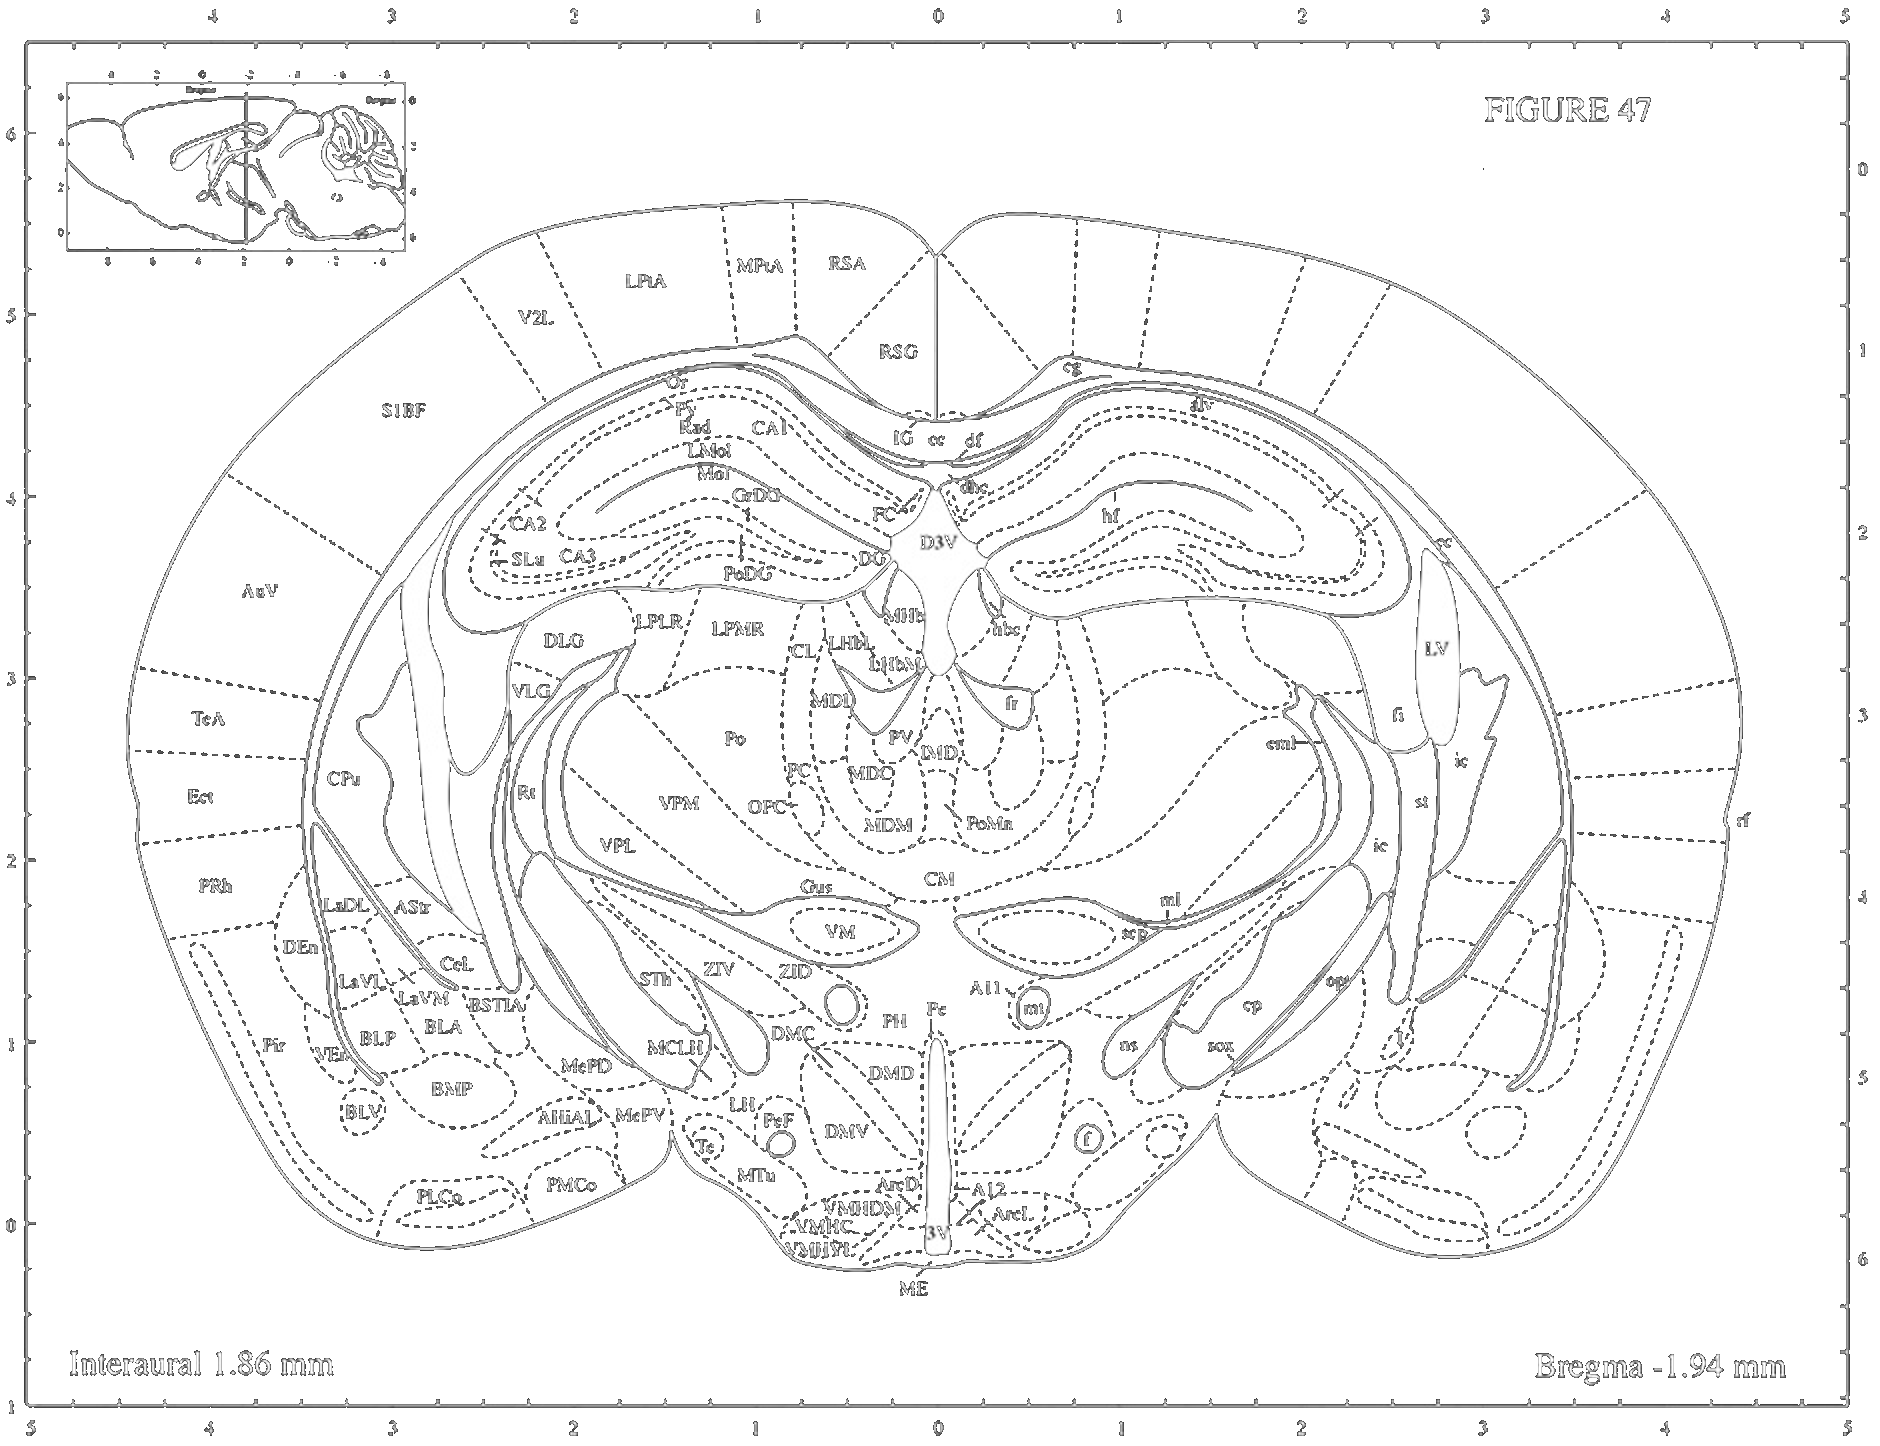 4 3 2 1 0 1 2 3 4 5
FIGURE 47
Bregma
Bregma
6
0
5
1
4
2
3
3
2
4
1
5
0
6
1
LPtA MPtA RSA
V2L
RSG
S1BF
cg
Or
Py
Rad CA1
LMol
Mol
GrDG
IG cc df
alv
dhc
FC
hf
CA2
SLu CA3
D3V
DG
PoDG
ec
AuV
LPLR LPMR
MHb
hbc
DLG
CL LHbL
LHbM
LV
VLG
MDL
fr
fi
TeA
Po
PV
IMD
eml
ic
CPu
PC MDC
Ect
Rt
VPM
OPC
MDM
PoMn
st
rf
VPL
ic
PRh
Gus
CM
LaDL AStr
ml
VM
scp
DEn
CeL
ZIV ZID
STh
LaVL
LaVM
BSTIA
A11
mt
cp
opt
Pe
PH
BLA
BLP
DMC
Pir
VEn
MCLH
ns
sox
MePD
DMD
BMP
BLV
AHiAL
MePV
LH
PeF
DMV
Te
f
MTu
PLCo
PMCo
ArcD
A12
VMHDM
ArcL
VMHC
3V
VMHVL
ME
Interaural 1.86 mm
Bregma -1.94 mm
5 4 3 2 1 0 1 2 3 4 5